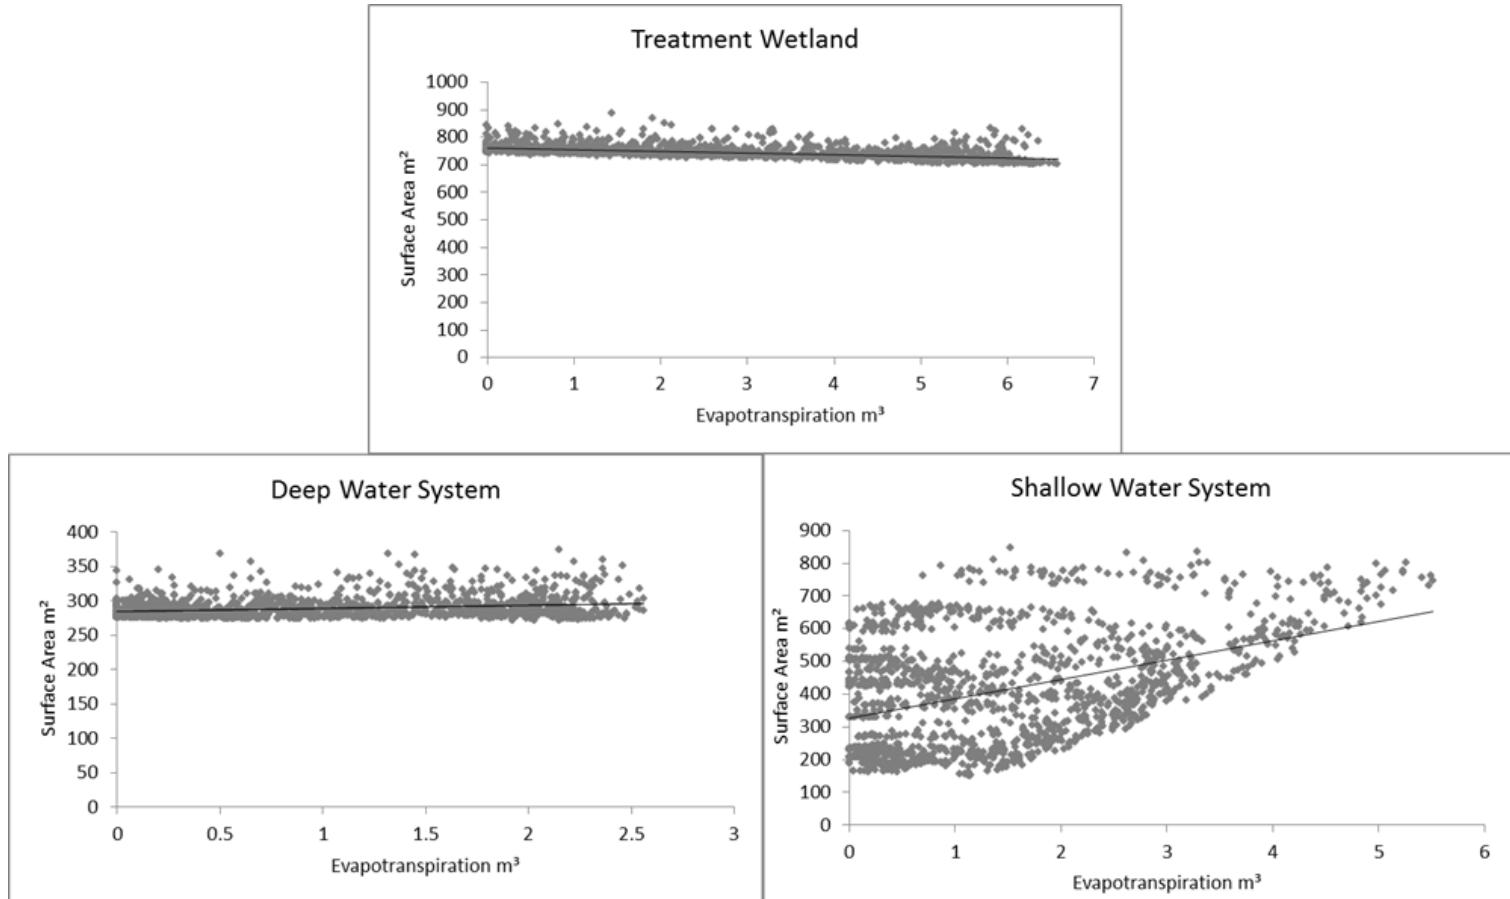 Treatment Wetland
Surface Area m²
1000
900
800
700
600
500
400
300
200
100
0
0 1 2 3 4 5 6 7
Evapotranspiration m³
Deep Water System
Surface Area m²
400
350
300
250
200
150
100
50
0
0 0.5 1 1.5 2 2.5 3
Evapotranspiration m³
Shallow Water System
Surface Area m²
900
800
700
600
500
400
300
200
100
0
0 1 2 3 4 5 6
Evapotranspiration m³